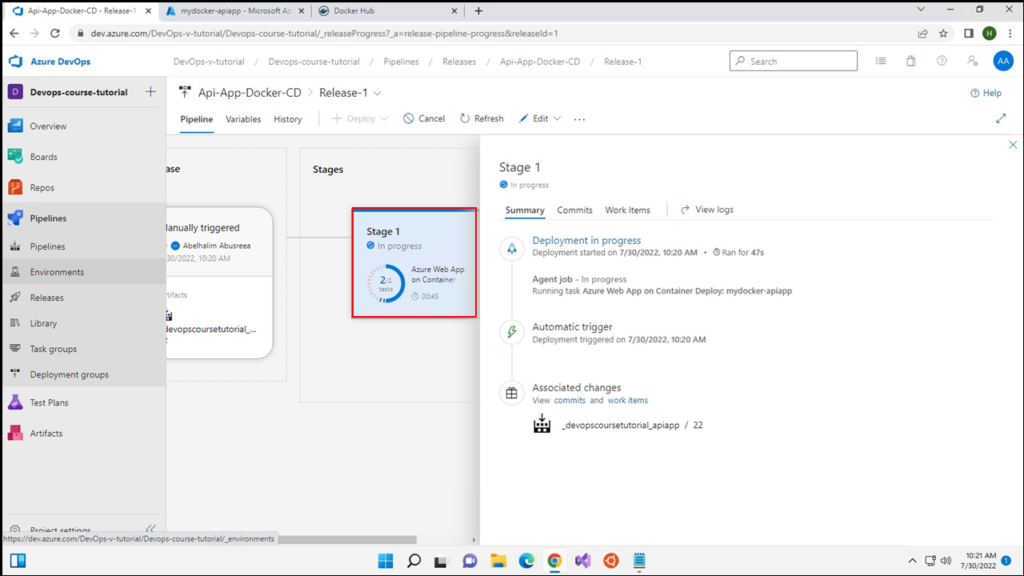 Api-App-Docker-CD - Release-1
mydocker-apiapp - Microsoft Az
Docker Hub
dev.azure.com/DevOps-v-tutorial/Devops-course-tutorial/_releaseProgress?_a=release-pipeline-progress&releaseId=1
H
Azure DevOps
DevOps-v-tutorial / Devops-course-tutorial / Pipelines / Releases / Api-App-Docker-CD / Release-1
Search
AA
D Devops-course-tutorial
Api-App-Docker-CD > Release-1
Help
Pipeline Variables History
Deploy Cancel Refresh Edit ...
Overview
Boards
Repos
Pipelines
Pipelines
Environments
Releases
Library
Task groups
Deployment groups
Test Plans
Artifacts
Project settings
https://dev.azure.com/DevOps-v-tutorial/Devops-course-tutorial/_environments
ase
Stages
anually triggered
AA Abelhalim Abusreea
/30/2022, 10:20 AM
tifacts
devopscoursetutorial_...
Stage 1
In progress
2/2
tasks
Azure Web App
on Container
00:45
Stage 1
In progress
Summary Commits Work Items View logs
Deployment in progress
Deployment started on 7/30/2022, 10:20 AM • Ran for 47s
Agent job - In progress
Running task Azure Web App on Container Deploy: mydocker-apiapp
Automatic trigger
Deployment triggered on 7/30/2022, 10:20 AM
Associated changes
View commits and work items
_devopscoursetutorial_apiapp / 22
10:21 AM
7/30/2022
1